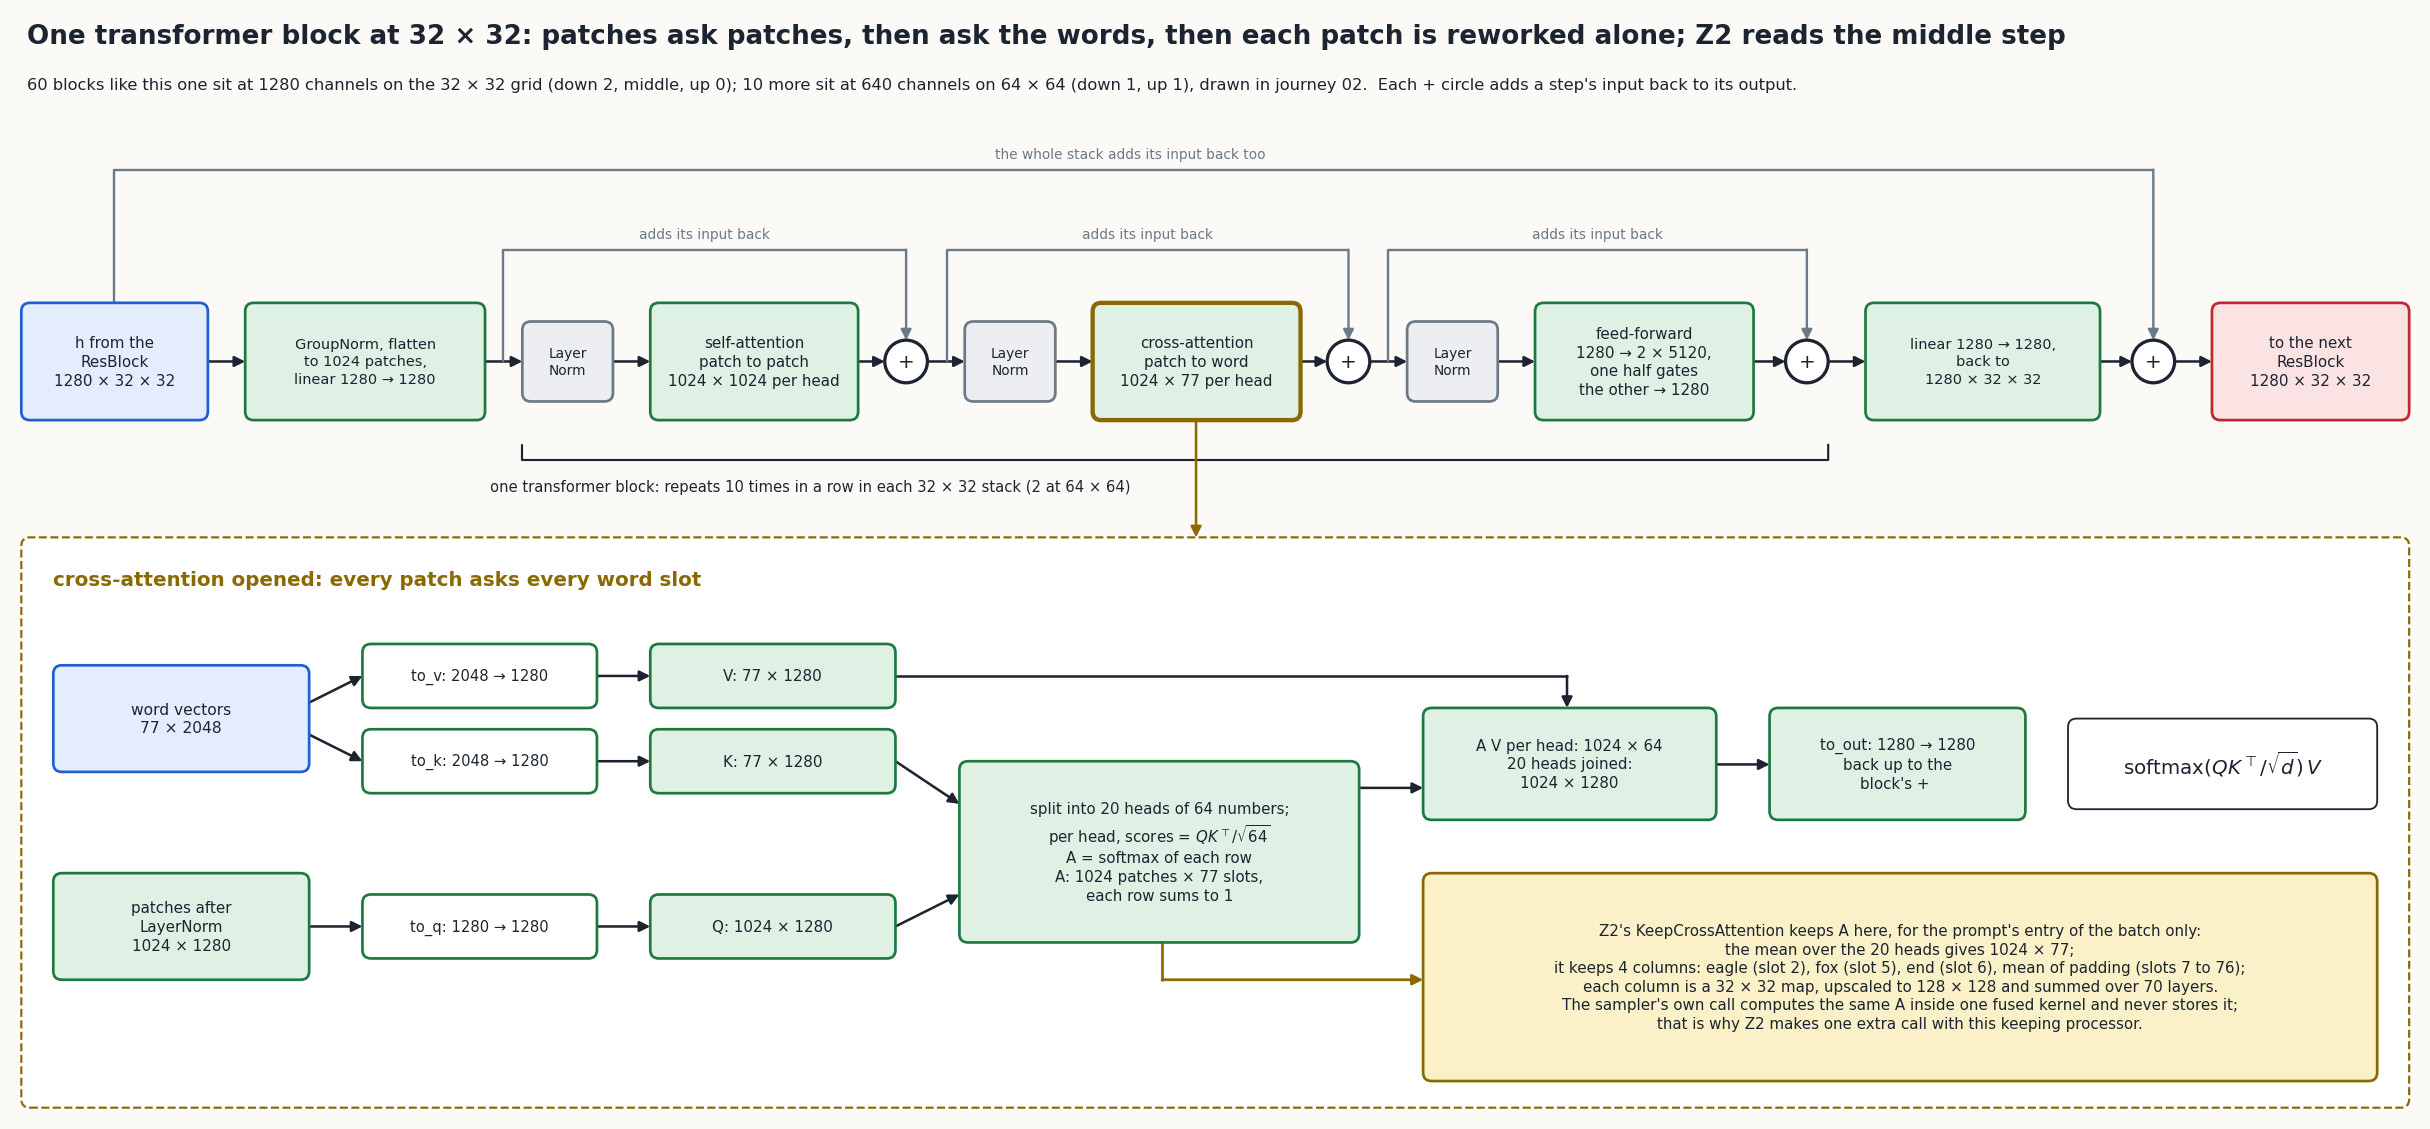 One transformer block at 32 × 32: patches ask patches, then ask the words, then each patch is reworked alone; Z2 reads the middle step
60 blocks like this one sit at 1280 channels on the 32 × 32 grid (down 2, middle, up 0); 10 more sit at 640 channels on 64 × 64 (down 1, up 1), drawn in journey 02.  Each + circle adds a step's input back to its output.
the whole stack adds its input back too
adds its input back
adds its input back
adds its input back
h from the
ResBlock
1280 × 32 × 32
GroupNorm, flatten
to 1024 patches,
linear 1280 → 1280
Layer
Norm
self-attention
patch to patch
1024 × 1024 per head
+
Layer
Norm
cross-attention
patch to word
1024 × 77 per head
+
Layer
Norm
feed-forward
1280 → 2 × 5120,
one half gates
the other → 1280
+
linear 1280 → 1280,
back to
1280 × 32 × 32
+
to the next
ResBlock
1280 × 32 × 32
one transformer block: repeats 10 times in a row in each 32 × 32 stack (2 at 64 × 64)
cross-attention opened: every patch asks every word slot
word vectors
77 × 2048
to_v: 2048 → 1280
V: 77 × 1280
to_k: 2048 → 1280
K: 77 × 1280
patches after
LayerNorm
1024 × 1280
to_q: 1280 → 1280
Q: 1024 × 1280
split into 20 heads of 64 numbers;
per head, scores = QK⊤/√64
A = softmax of each row
A: 1024 patches × 77 slots,
each row sums to 1
A V per head: 1024 × 64
20 heads joined:
1024 × 1280
to_out: 1280 → 1280
back up to the
block's +
softmax(QK⊤/√d) V
Z2's KeepCrossAttention keeps A here, for the prompt's entry of the batch only:
the mean over the 20 heads gives 1024 × 77;
it keeps 4 columns: eagle (slot 2), fox (slot 5), end (slot 6), mean of padding (slots 7 to 76);
each column is a 32 × 32 map, upscaled to 128 × 128 and summed over 70 layers.
The sampler's own call computes the same A inside one fused kernel and never stores it;
that is why Z2 makes one extra call with this keeping processor.